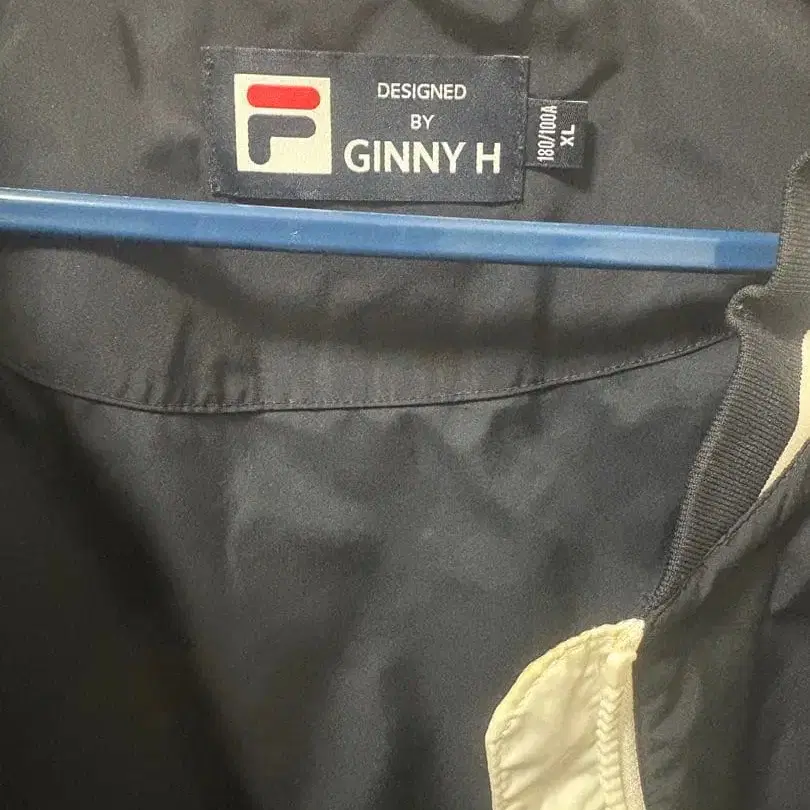 DESIGNED
BY
GINNY H
180/100A
XL